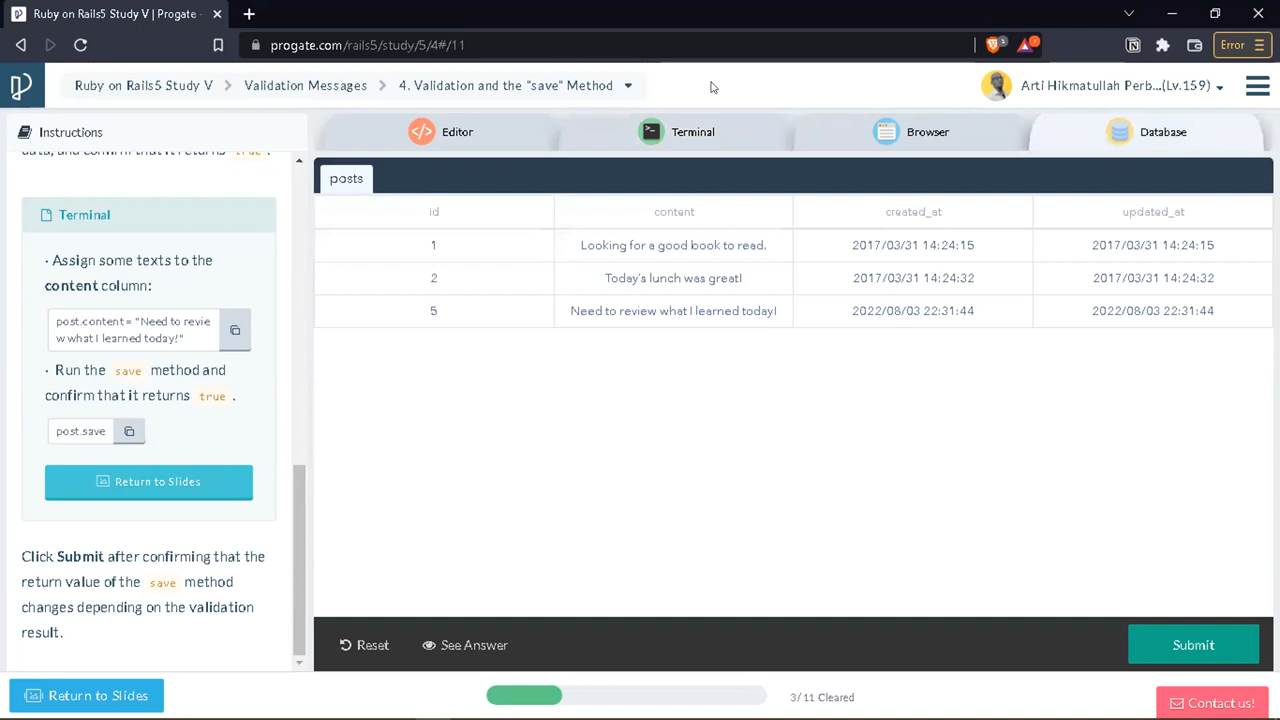 Ruby on Rails5 Study V | Progate -
progate.com/rails5/study/5/4#/11
Error
Ruby on Rails5 Study V
Validation Messages
4. Validation and the "save" Method
Arti Hikmatullah Perb...(Lv.159)
Instructions
Editor
Terminal
Browser
Database
data, and confirm that it returns true .
Terminal
· Assign some texts to the
content column:
post.content = "Need to revie
w what I learned today!"
· Run the save method and
confirm that it returns true .
post.save
Return to Slides
Click Submit after confirming that the
return value of the save method
changes depending on the validation
result.
posts
id content created_at updated_at
1 Looking for a good book to read. 2017/03/31 14:24:15 2017/03/31 14:24:15
2 Today's lunch was great! 2017/03/31 14:24:32 2017/03/31 14:24:32
5 Need to review what I learned today! 2022/08/03 22:31:44 2022/08/03 22:31:44
Reset
See Answer
Submit
Return to Slides
3/11 Cleared
Contact us!